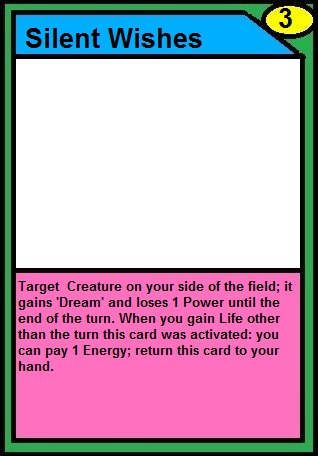 Silent Wishes
3
Target Creature on your side of the field; it
gains 'Dream' and loses 1 Power until the
end of the turn. When you gain Life other
than the turn this card was activated: you
can pay 1 Energy; return this card to your
hand.